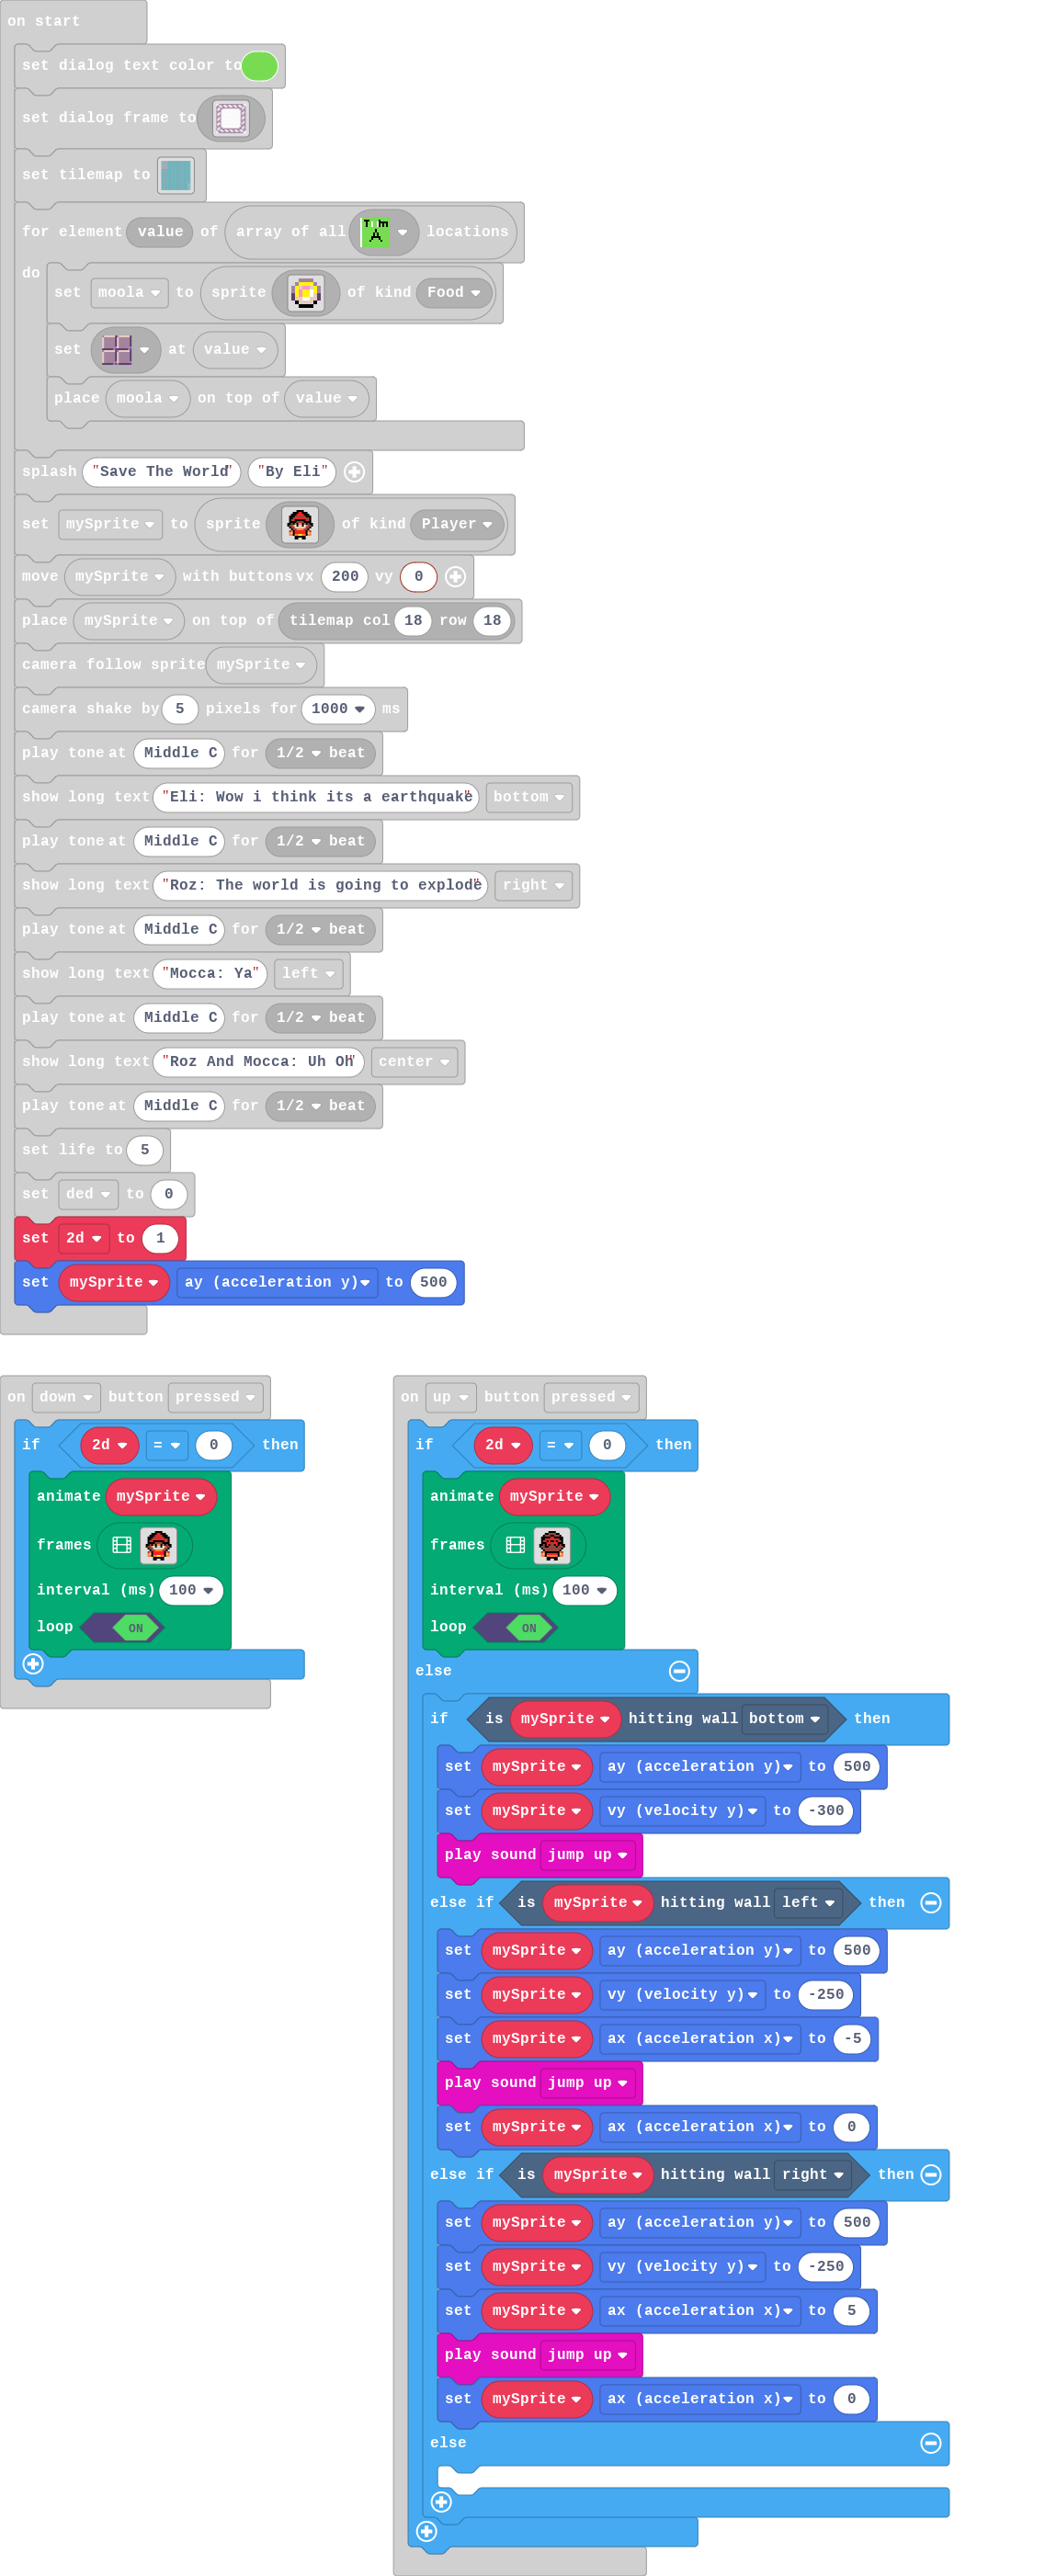 on start
set dialog text color to
set dialog frame to
set tilemap to
for element value of array of all locations
do
set moola to sprite of kind Food
set at value
place moola on top of value
splash "Save The World" "By Eli"
set mySprite to sprite of kind Player
move mySprite with buttons vx 200 vy 0
place mySprite on top of tilemap col 18 row 18
camera follow sprite mySprite
camera shake by 5 pixels for 1000 ms
play tone at Middle C for 1/2 beat
show long text "Eli: Wow i think its a earthquake" bottom
play tone at Middle C for 1/2 beat
show long text "Roz: The world is going to explode" right
play tone at Middle C for 1/2 beat
show long text "Mocca: Ya" left
play tone at Middle C for 1/2 beat
show long text "Roz And Mocca: Uh Oh" center
play tone at Middle C for 1/2 beat
set life to 5
set ded to 0
set 2d to 1
set mySprite ay (acceleration y) to 500
on down button pressed
if 2d = 0 then
animate mySprite
frames
interval (ms) 100
loop ON
on up button pressed
if 2d = 0 then
animate mySprite
frames
interval (ms) 100
loop ON
else
if is mySprite hitting wall bottom then
set mySprite ay (acceleration y) to 500
set mySprite vy (velocity y) to -300
play sound jump up
else if is mySprite hitting wall left then
set mySprite ay (acceleration y) to 500
set mySprite vy (velocity y) to -250
set mySprite ax (acceleration x) to -5
play sound jump up
set mySprite ax (acceleration x) to 0
else if is mySprite hitting wall right then
set mySprite ay (acceleration y) to 500
set mySprite vy (velocity y) to -250
set mySprite ax (acceleration x) to 5
play sound jump up
set mySprite ax (acceleration x) to 0
else